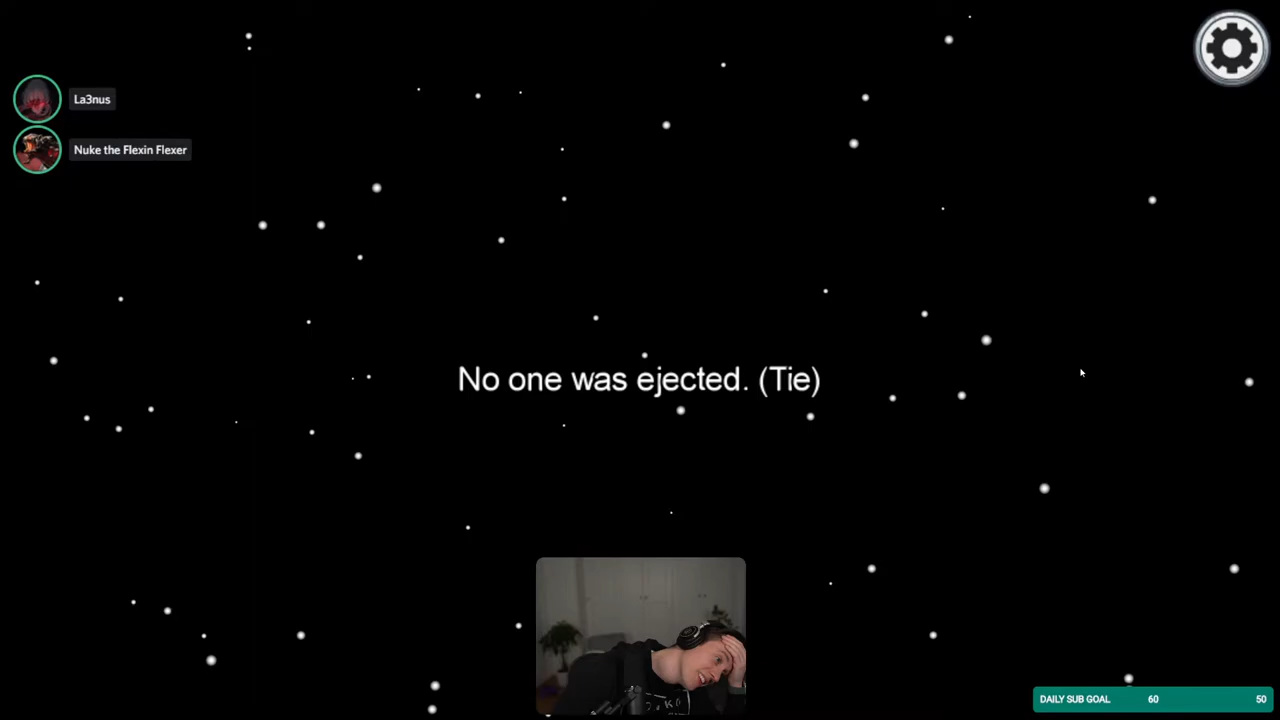 La3nus
Nuke the Flexin Flexer
No one was ejected. (Tie)
DAILY SUB GOAL 60 50